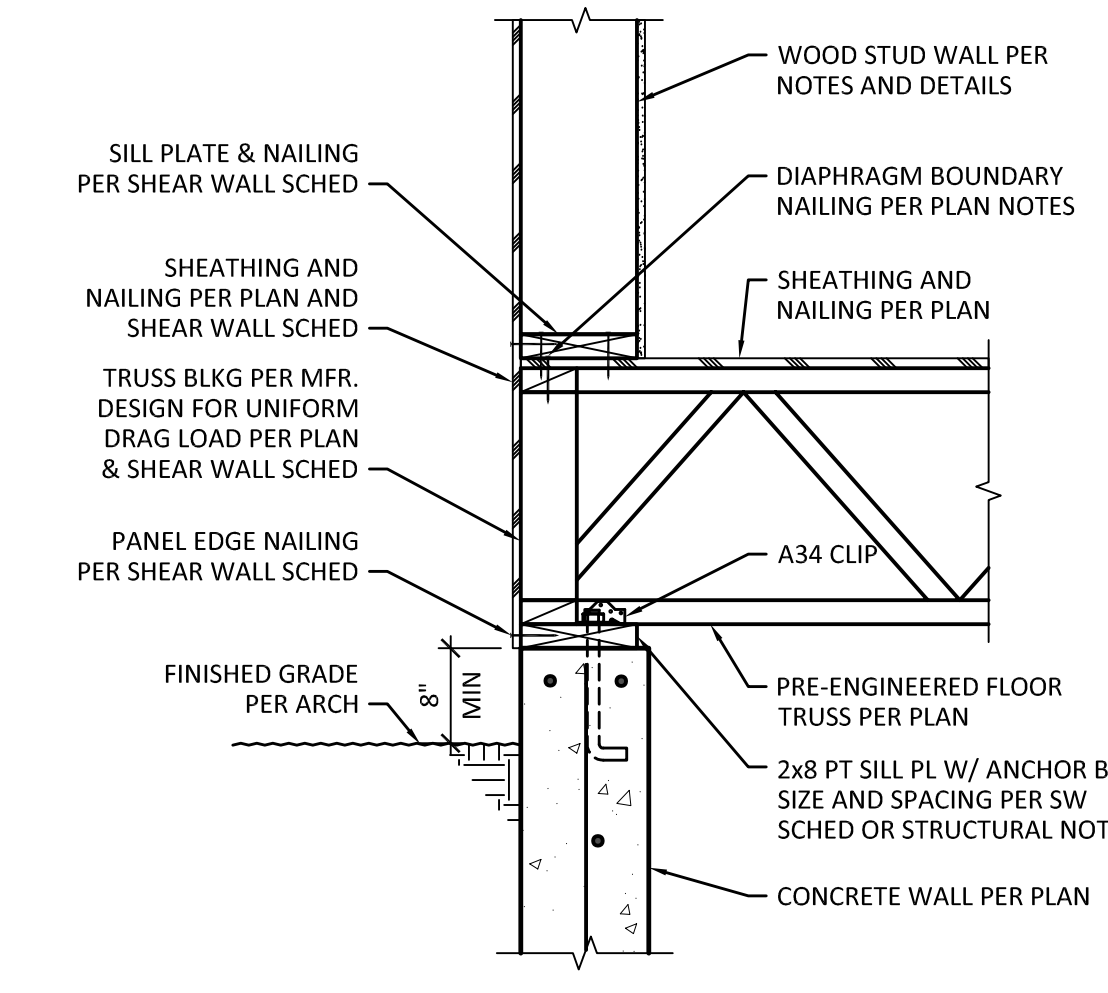 WOOD STUD WALL PER
NOTES AND DETAILS
SILL PLATE & NAILING
PER SHEAR WALL SCHED
DIAPHRAGM BOUNDARY
NAILING PER PLAN NOTES
SHEATHING AND
NAILING PER PLAN AND
SHEAR WALL SCHED
SHEATHING AND
NAILING PER PLAN
TRUSS BLKG PER MFR.
DESIGN FOR UNIFORM
DRAG LOAD PER PLAN
& SHEAR WALL SCHED
PANEL EDGE NAILING
PER SHEAR WALL SCHED
A34 CLIP
FINISHED GRADE
PER ARCH
8"
MIN
PRE-ENGINEERED FLOOR
TRUSS PER PLAN
2x8 PT SILL PL W/ ANCHOR B
SIZE AND SPACING PER SW
SCHED OR STRUCTURAL NOT
CONCRETE WALL PER PLAN